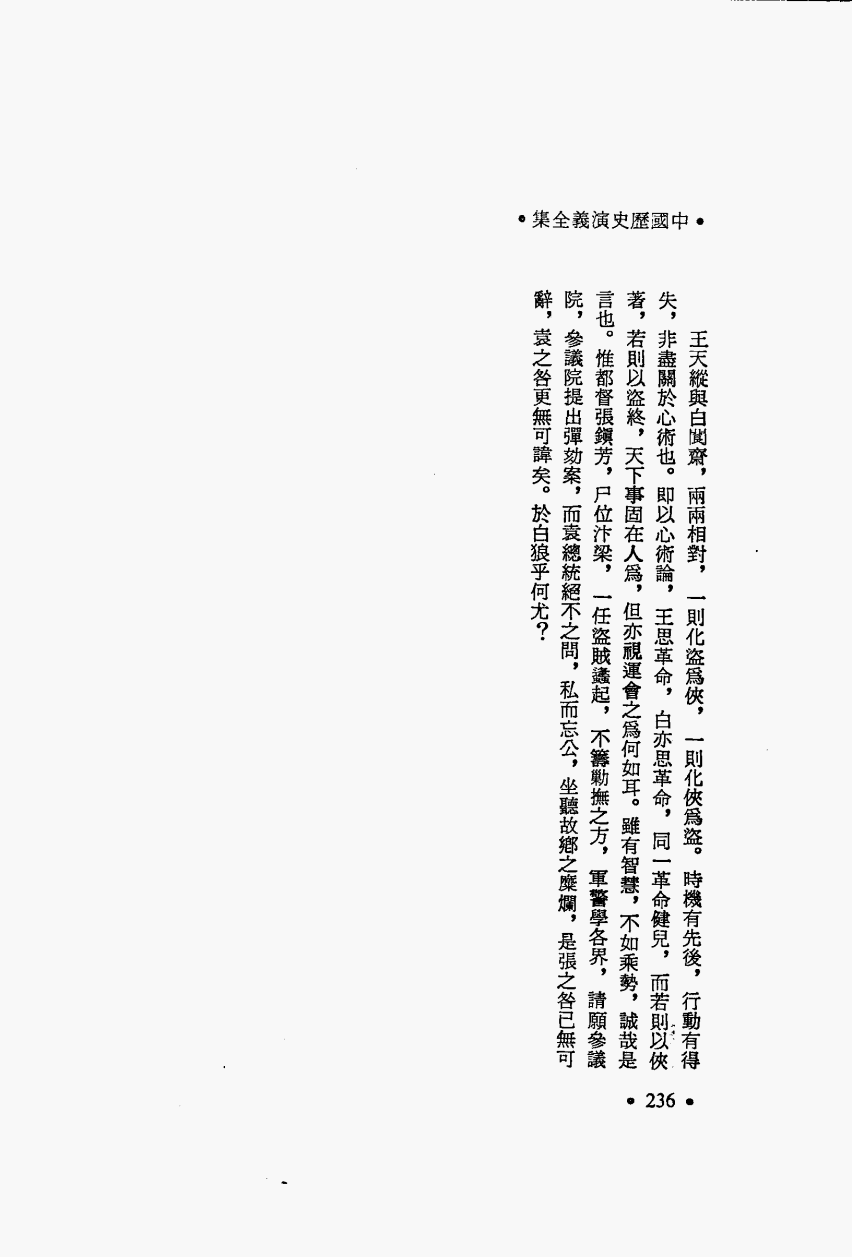 •中國歷史演義全集•
王天縱與白閬齋，兩兩相對，一則化盜爲俠，一則化俠爲盜。時機有先後，行動有得
失，非盡關於心術也。即以心術論，王思革命，白亦思革命，同一革命健兒，而若則以俠
著，若則以盜終，天下事固在人爲，但亦視運會之爲何如耳。雖有智慧，不如乘勢，誠哉是
言也。惟都督張鎭芳，尸位汴梁，一任盜賊蠭起，不籌勦撫之方，軍警學各界，請願參議
院，參議院提出彈劾案，而袁總統絕不之問，私而忘公，坐聽故鄉之糜爛，是張之咎已無可
辭，袁之咎更無可諱矣。於白狼乎何尤？
•236•